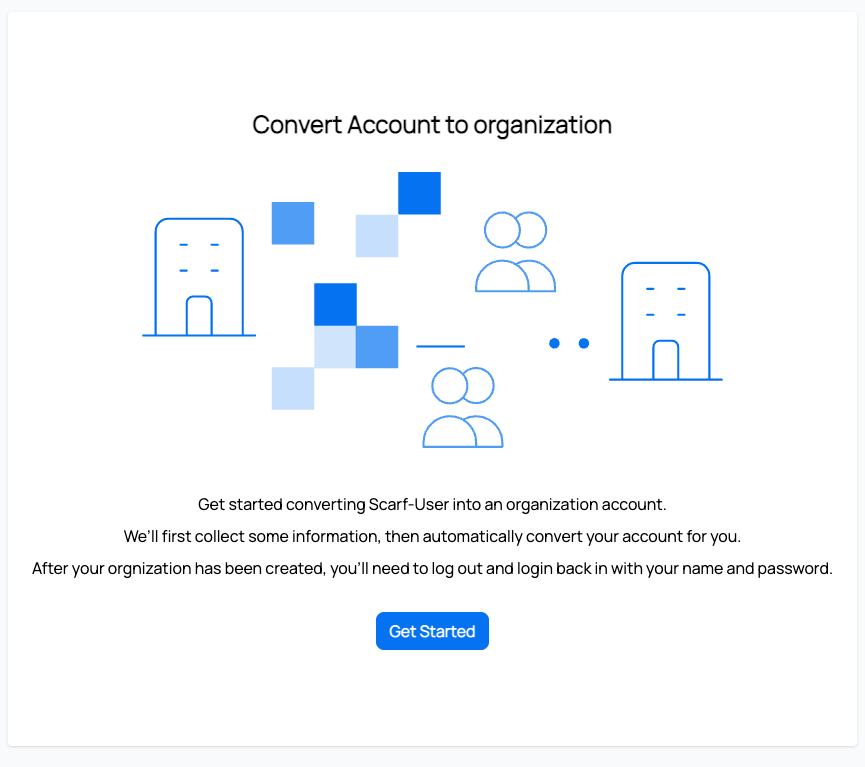 Convert Account to organization
Get started converting Scarf-User into an organization account.
We'll first collect some information, then automatically convert your account for you.
After your orgnization has been created, you'll need to log out and login back in with your name and password.
Get Started